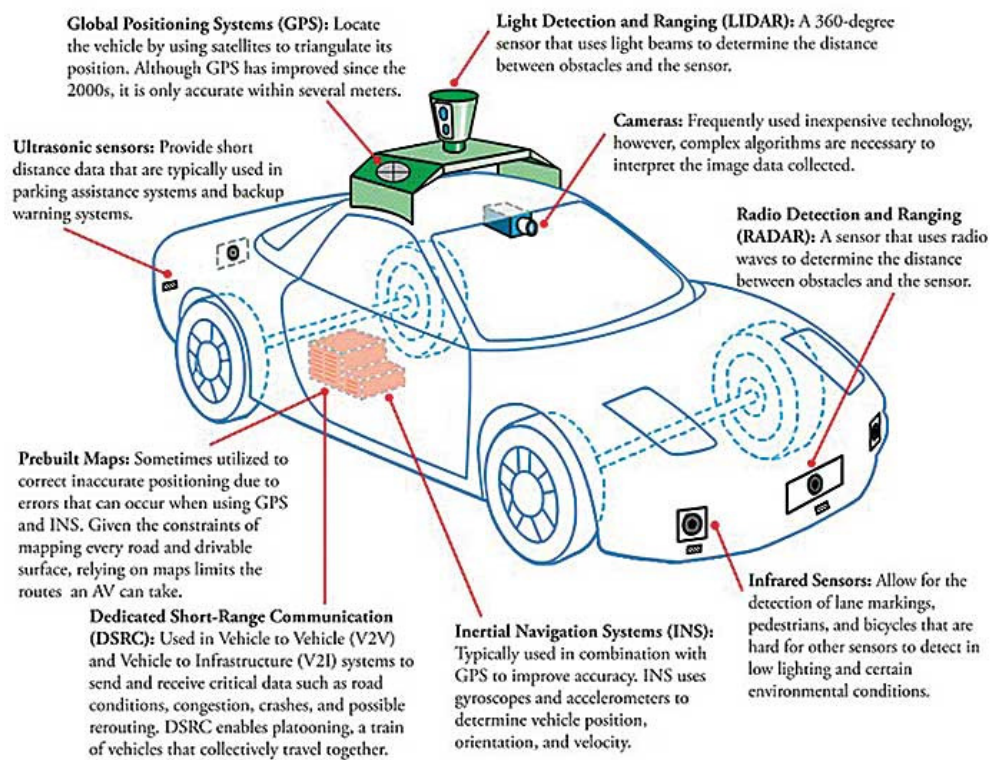 Global Positioning Systems (GPS): Locate
the vehicle by using satellites to triangulate its
position. Although GPS has improved since the
2000s, it is only accurate within several meters.
Light Detection and Ranging (LIDAR): A 360-degree
sensor that uses light beams to determine the distance
between obstacles and the sensor.
Cameras: Frequently used inexpensive technology,
however, complex algorithms are necessary to
interpret the image data collected.
Ultrasonic sensors: Provide short
distance data that are typically used in
parking assistance systems and backup
warning systems.
Radio Detection and Ranging
(RADAR): A sensor that uses radio
waves to determine the distance
between obstacles and the sensor.
Prebuilt Maps: Sometimes utilized to
correct inaccurate positioning due to
errors that can occur when using GPS
and INS. Given the constraints of
mapping every road and drivable
surface, relying on maps limits the
routes an AV can take.
Dedicated Short-Range Communication
(DSRC): Used in Vehicle to Vehicle (V2V)
and Vehicle to Infrastructure (V2I) systems to
send and receive critical data such as road
conditions, congestion, crashes, and possible
rerouting. DSRC enables platooning, a train
of vehicles that collectively travel together.
Inertial Navigation Systems (INS):
Typically used in combination with
GPS to improve accuracy. INS uses
gyroscopes and accelerometers to
determine vehicle position,
orientation, and velocity.
Infrared Sensors: Allow for the
detection of lane markings,
pedestrians, and bicycles that are
hard for other sensors to detect in
low lighting and certain
environmental conditions.